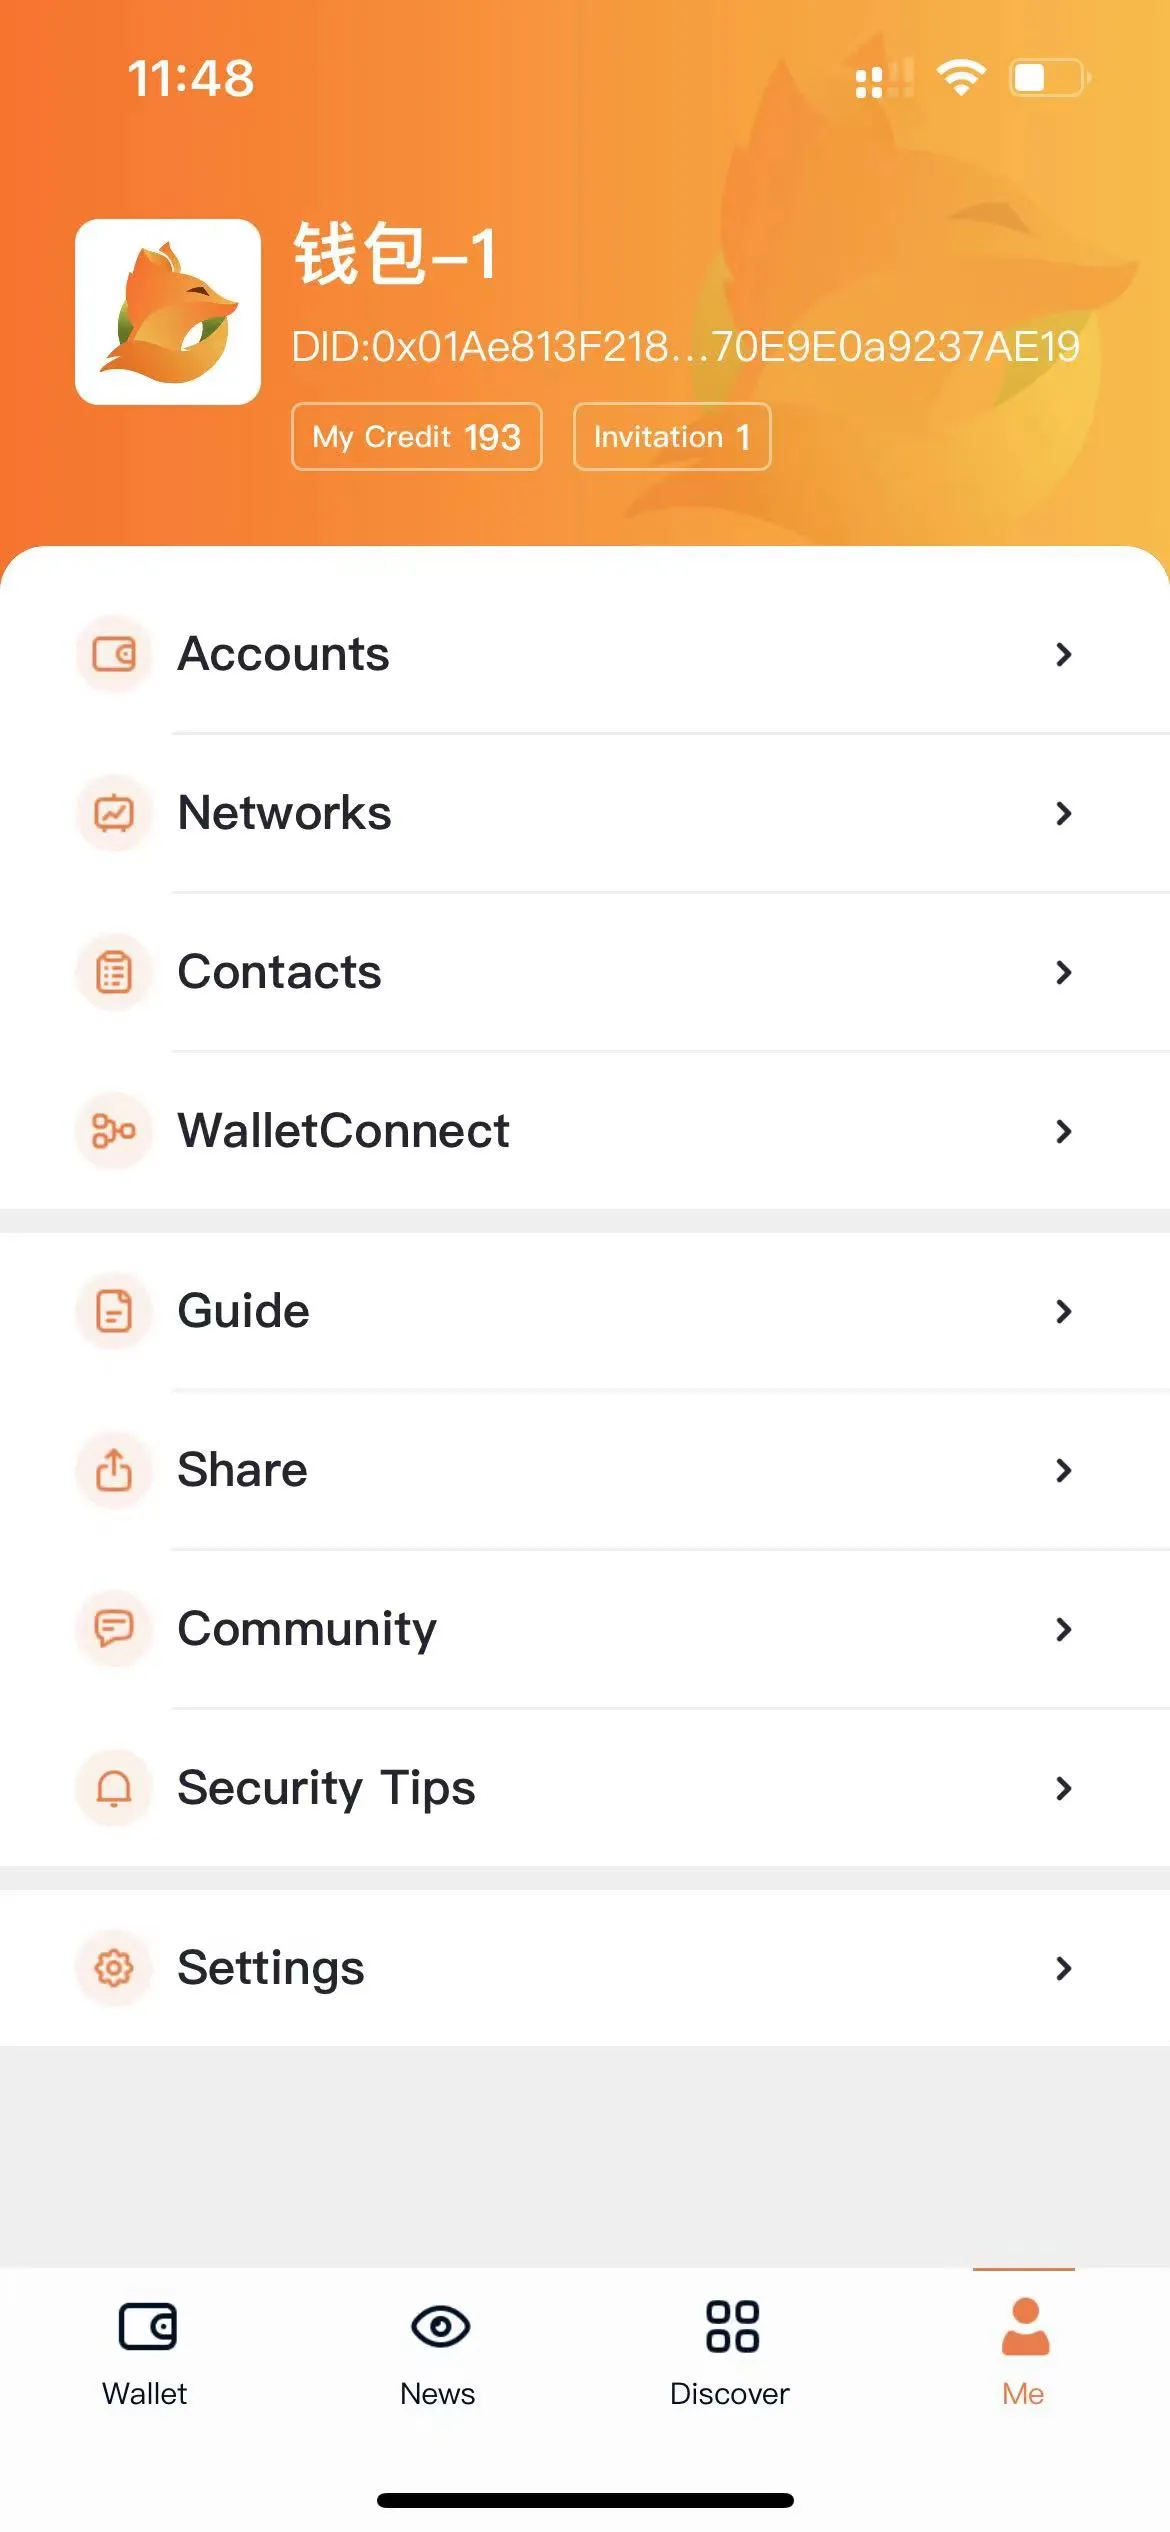 11:48
钱包-1
DID:0x01Ae813F218...70E9E0a9237AE19
My Credit 193
Invitation 1
Accounts
Networks
Contacts
WalletConnect
Guide
Share
Community
Security Tips
Settings
Wallet
News
Discover
Me